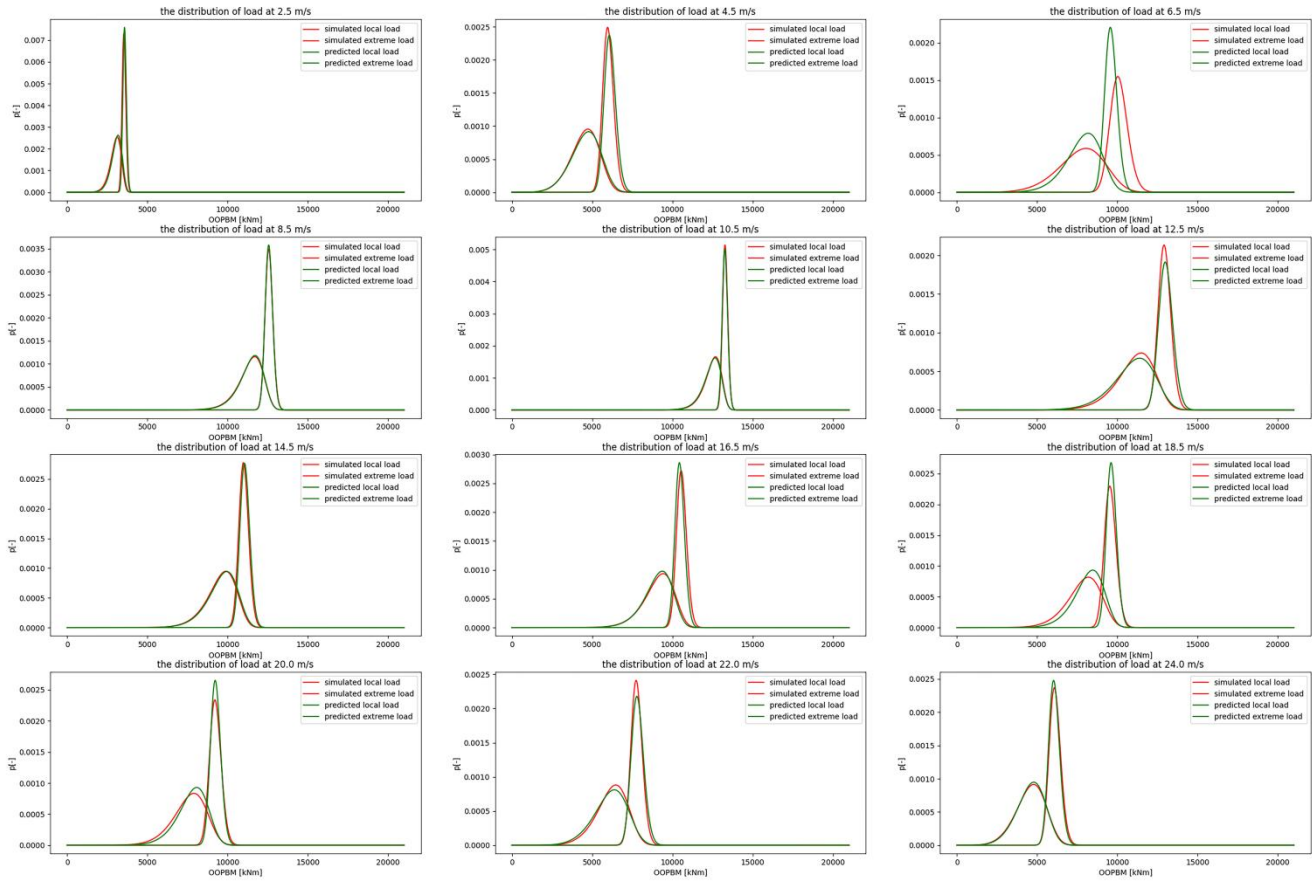 the distribution of load at 2.5 m/s
0.007
0.006
0.005
0.004
0.003
0.002
0.001
0.000
p[-]
simulated local load
simulated extreme load
predicted local load
predicted extreme load
0 5000 10000 15000 20000
OOPBM [kNm]
the distribution of load at 4.5 m/s
0.0025
0.0020
0.0015
0.0010
0.0005
0.0000
p[-]
simulated local load
simulated extreme load
predicted local load
predicted extreme load
0 5000 10000 15000 20000
OOPBM [kNm]
the distribution of load at 6.5 m/s
0.0020
0.0015
0.0010
0.0005
0.0000
p[-]
simulated local load
simulated extreme load
predicted local load
predicted extreme load
0 5000 10000 15000 20000
OOPBM [kNm]
the distribution of load at 8.5 m/s
0.0035
0.0030
0.0025
0.0020
0.0015
0.0010
0.0005
0.0000
p[-]
simulated local load
simulated extreme load
predicted local load
predicted extreme load
0 5000 10000 15000 20000
OOPBM [kNm]
the distribution of load at 10.5 m/s
0.005
0.004
0.003
0.002
0.001
0.000
p[-]
simulated local load
simulated extreme load
predicted local load
predicted extreme load
0 5000 10000 15000 20000
OOPBM [kNm]
the distribution of load at 12.5 m/s
0.0020
0.0015
0.0010
0.0005
0.0000
p[-]
simulated local load
simulated extreme load
predicted local load
predicted extreme load
0 5000 10000 15000 20000
OOPBM [kNm]
the distribution of load at 14.5 m/s
0.0025
0.0020
0.0015
0.0010
0.0005
0.0000
p[-]
simulated local load
simulated extreme load
predicted local load
predicted extreme load
0 5000 10000 15000 20000
OOPBM [kNm]
the distribution of load at 16.5 m/s
0.0030
0.0025
0.0020
0.0015
0.0010
0.0005
0.0000
p[-]
simulated local load
simulated extreme load
predicted local load
predicted extreme load
0 5000 10000 15000 20000
OOPBM [kNm]
the distribution of load at 18.5 m/s
0.0025
0.0020
0.0015
0.0010
0.0005
0.0000
p[-]
simulated local load
simulated extreme load
predicted local load
predicted extreme load
0 5000 10000 15000 20000
OOPBM [kNm]
the distribution of load at 20.0 m/s
0.0025
0.0020
0.0015
0.0010
0.0005
0.0000
p[-]
simulated local load
simulated extreme load
predicted local load
predicted extreme load
0 5000 10000 15000 20000
OOPBM [kNm]
the distribution of load at 22.0 m/s
0.0025
0.0020
0.0015
0.0010
0.0005
0.0000
p[-]
simulated local load
simulated extreme load
predicted local load
predicted extreme load
0 5000 10000 15000 20000
OOPBM [kNm]
the distribution of load at 24.0 m/s
0.0025
0.0020
0.0015
0.0010
0.0005
0.0000
p[-]
simulated local load
simulated extreme load
predicted local load
predicted extreme load
0 5000 10000 15000 20000
OOPBM [kNm]